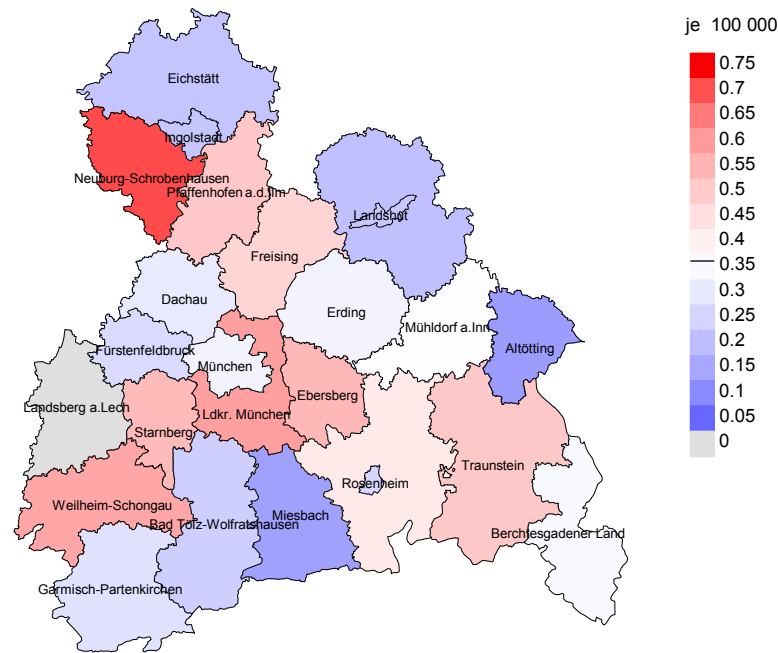 je 100 000
0.75
0.7
0.65
0.6
0.55
0.5
0.45
0.4
0.35
0.3
0.25
0.2
0.15
0.1
0.05
0
Eichstätt
Ingolstadt
Neuburg-Schrobenhausen
Pfaffenhofen a.d.Ilm
Landshut
Freising
Dachau
Erding
Mühldorf a.Inn
Altötting
Fürstenfeldbruck
München
Ebersberg
Landsberg a.Lech
Ldkr. München
Starnberg
Traunstein
Rosenheim
Weilheim-Schongau
Miesbach
Bad Tölz-Wolfratshausen
Berchtesgadener Land
Garmisch-Partenkirchen